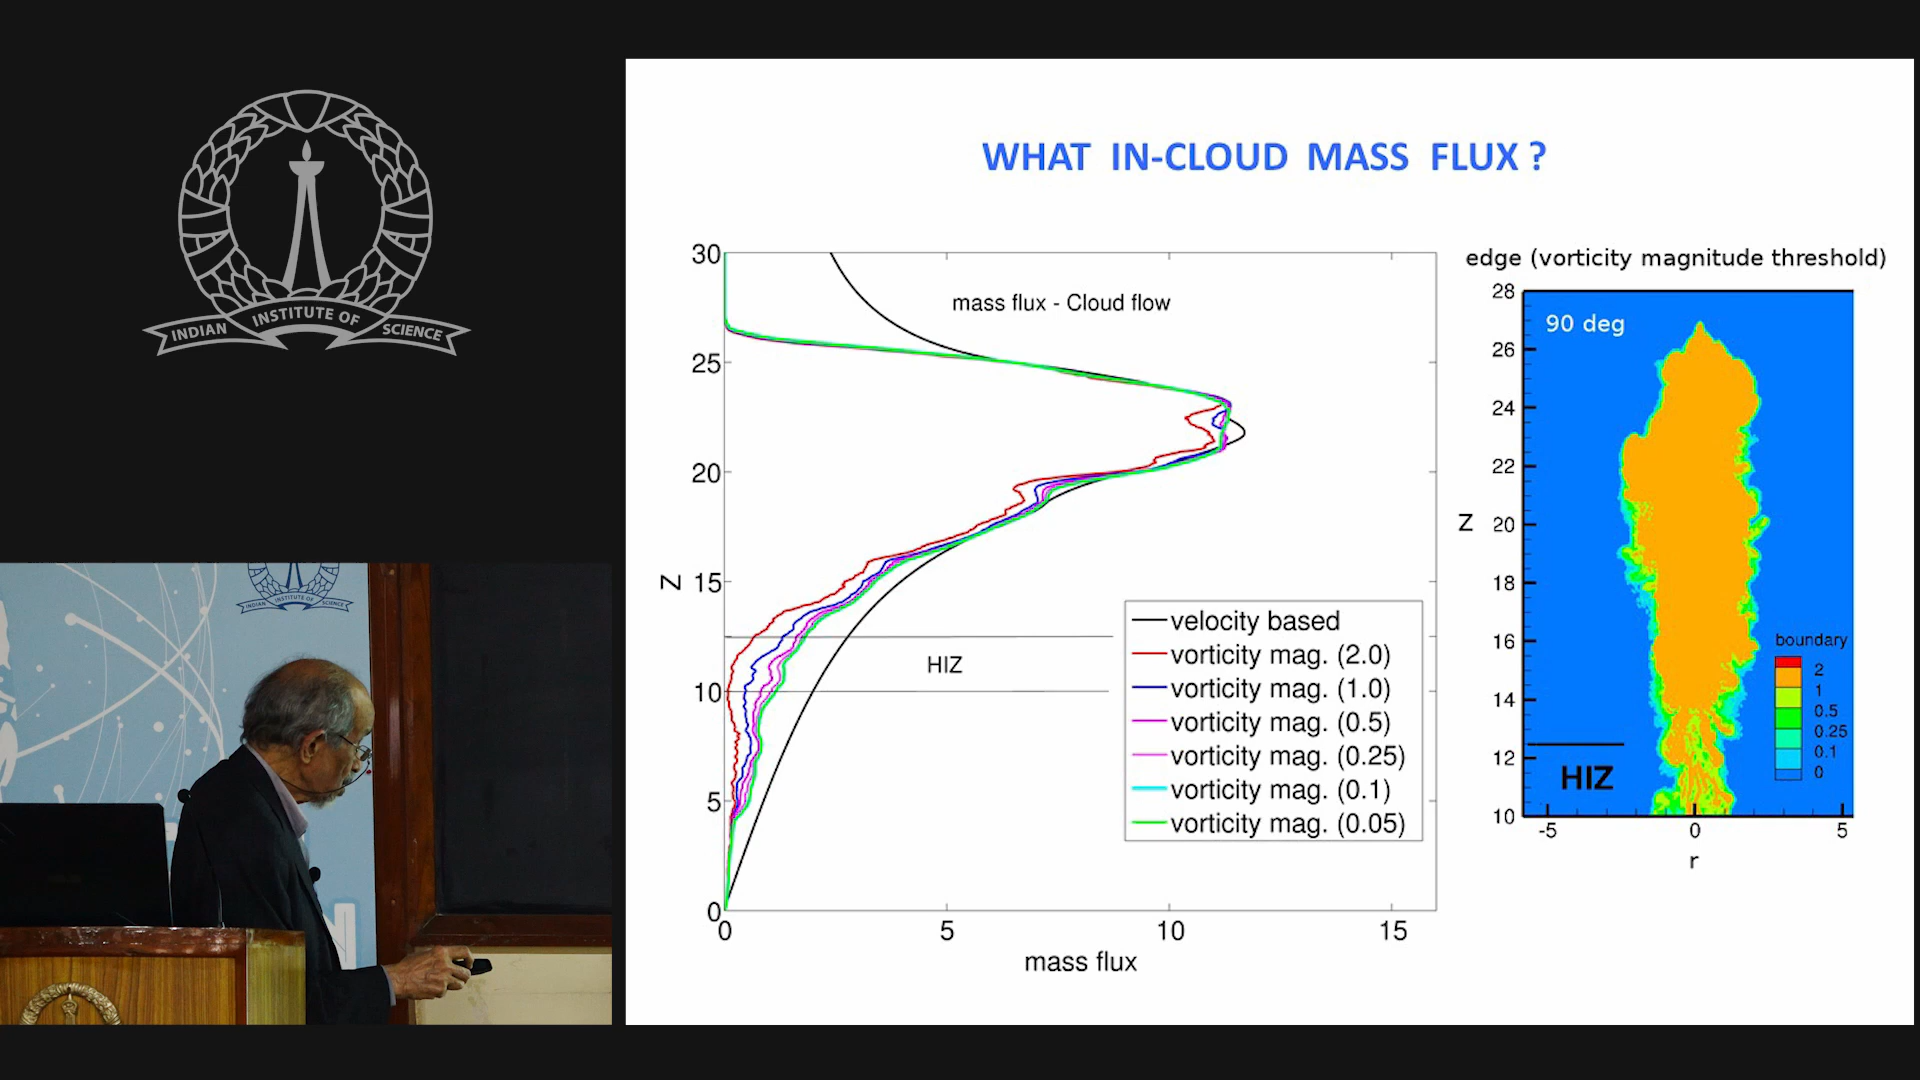 INDIAN INSTITUTE OF SCIENCE
INDIAN INSTITUTE OF SCIENCE
WHAT IN-CLOUD MASS FLUX ?
mass flux - Cloud flow
30
25
20
15
10
5
0
Z
HIZ
velocity based
vorticity mag. (2.0)
vorticity mag. (1.0)
vorticity mag. (0.5)
vorticity mag. (0.25)
vorticity mag. (0.1)
vorticity mag. (0.05)
0 5 10 15
mass flux
edge (vorticity magnitude threshold)
90 deg
28
26
24
22
20
18
16
14
12
10
Z
boundary
2
1
0.5
0.25
0.1
0
HIZ
-5 0 5
r